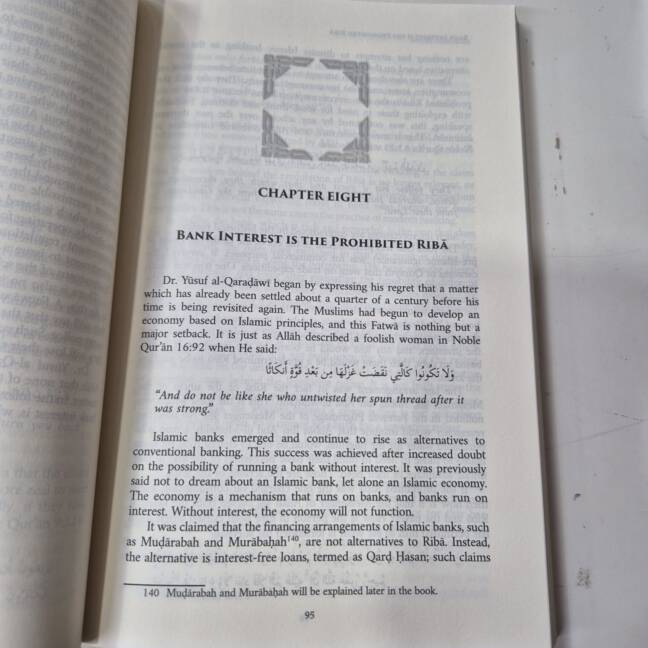 CHAPTER EIGHT
BANK INTEREST IS THE PROHIBITED RIBĀ
Dr. Yūsuf al-Qaraḍāwī began by expressing his regret that a matter
which has already been settled about a quarter of a century before his
time is being revisited again. The Muslims had begun to develop an
economy based on Islamic principles, and this Fatwā is nothing but a
major setback. It is just as Allāh described a foolish woman in Noble
Qur'ān 16:92 when He said:
وَلَا تَكُونُوا كَالَّتِي نَقَضَتْ غَزْلَهَا مِن بَعْدِ قُوَّةٍ أَنكَاثًا
“And do not be like she who untwisted her spun thread after it
was strong.”
Islamic banks emerged and continue to rise as alternatives to
conventional banking. This success was achieved after increased doubt
on the possibility of running a bank without interest. It was previously
said not to dream about an Islamic bank, let alone an Islamic economy.
The economy is a mechanism that runs on banks, and banks run on
interest. Without interest, the economy will not function.
It was claimed that the financing arrangements of Islamic banks, such
as Muḍārabah and Murābaḥah140, are not alternatives to Ribā. Instead,
the alternative is interest-free loans, termed as Qarḍ Ḥasan; such claims
140 Muḍārabah and Murābaḥah will be explained later in the book.
95